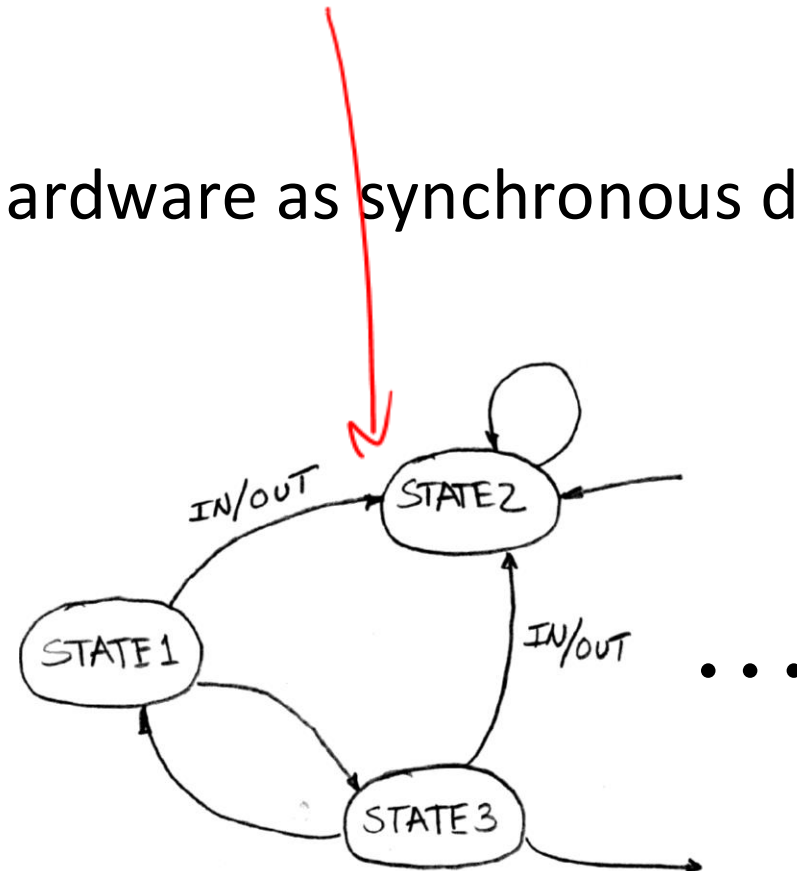 ardware as synchronous d
IN/OUT
STATE2
STATE1
IN/OUT
...
STATE3